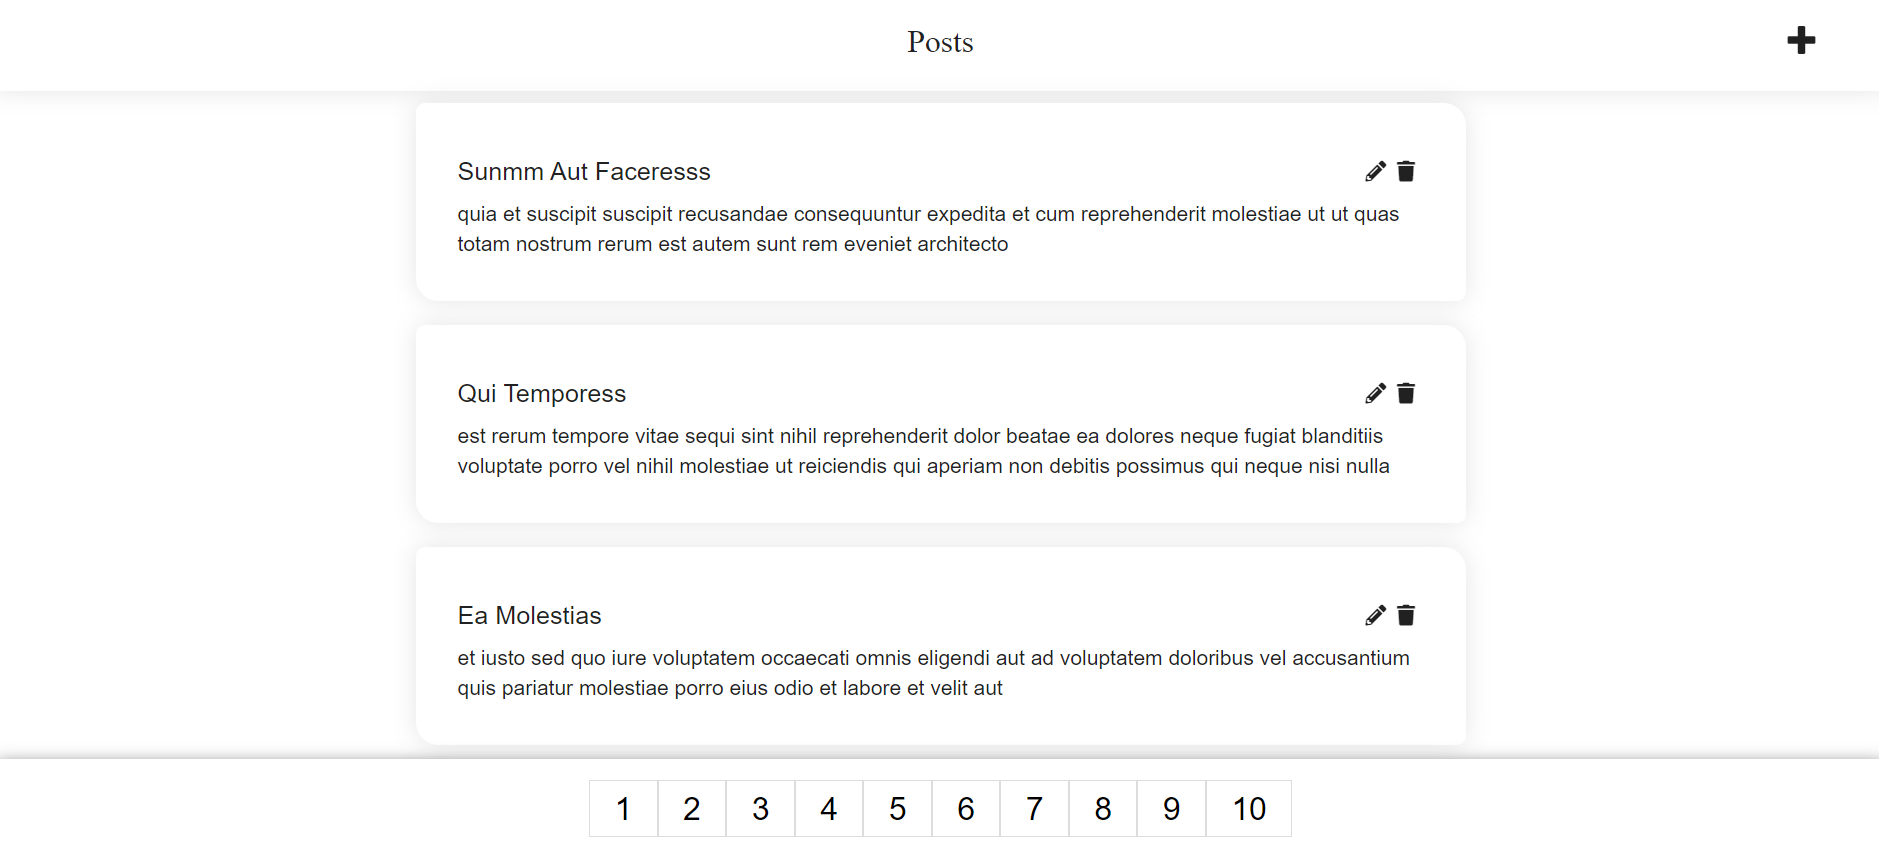 Posts
Sunmm Aut Faceresss
quia et suscipit suscipit recusandae consequuntur expedita et cum reprehenderit molestiae ut ut quas
totam nostrum rerum est autem sunt rem eveniet architecto
Qui Temporess
est rerum tempore vitae sequi sint nihil reprehenderit dolor beatae ea dolores neque fugiat blanditiis
voluptate porro vel nihil molestiae ut reiciendis qui aperiam non debitis possimus qui neque nisi nulla
Ea Molestias
et iusto sed quo iure voluptatem occaecati omnis eligendi aut ad voluptatem doloribus vel accusantium
quis pariatur molestiae porro eius odio et labore et velit aut
1 2 3 4 5 6 7 8 9 10